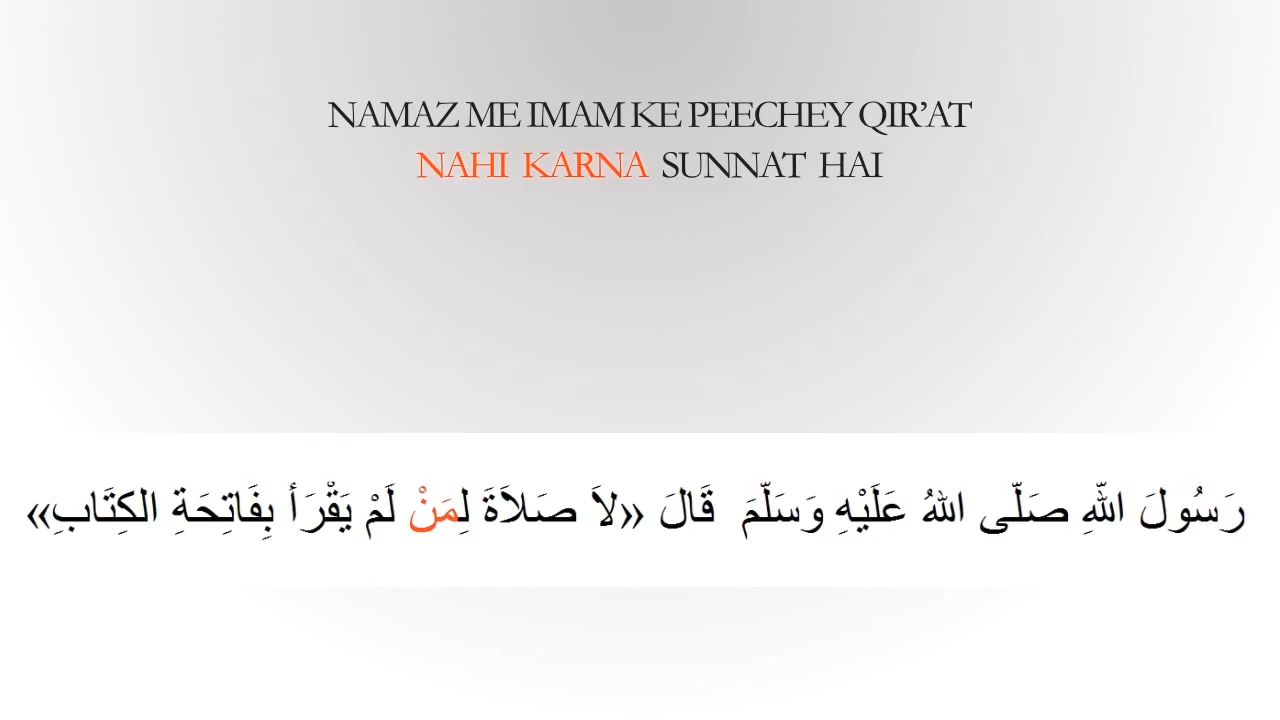 NAMAZ ME IMAM KE PEECHEY QIR’AT
NAHI KARNA SUNNAT HAI
رَسُولَ اللَّهِ صَلَّى اللهُ عَلَيْهِ وَسَلَّمَ قَالَ «لاَ صَلاَةَ لِمَنْ لَمْ يَقْرَأ بِفَاتِحَةِ الكِتَابِ»